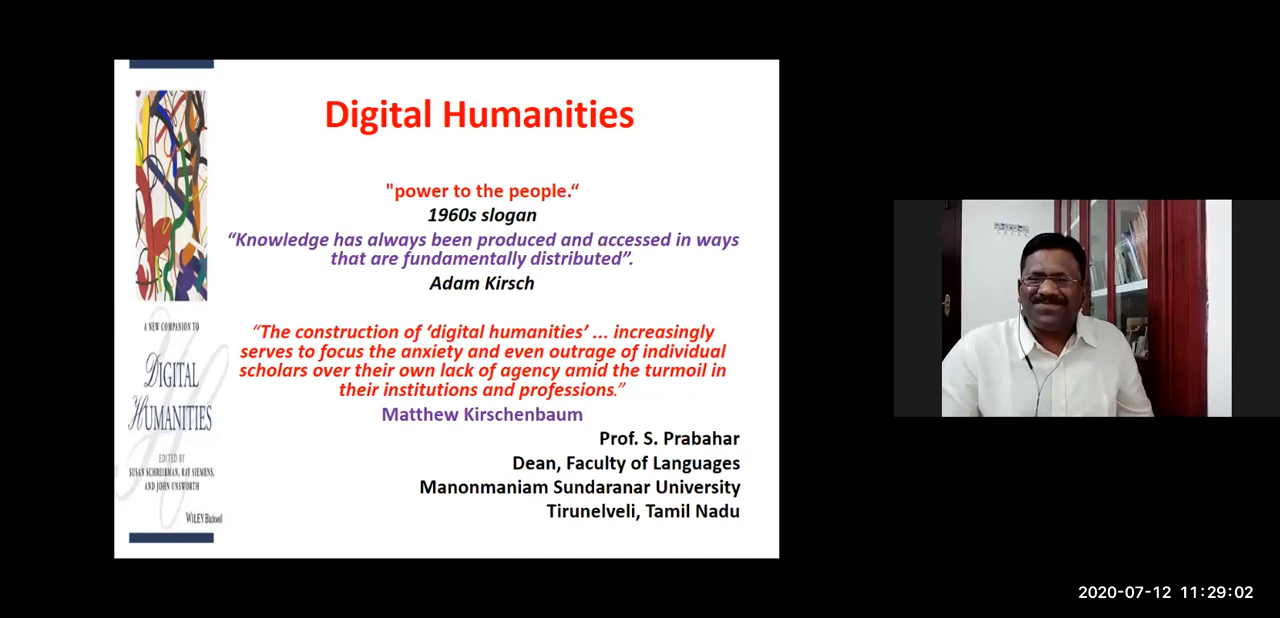 Digital Humanities
"power to the people.“
1960s slogan
“Knowledge has always been produced and accessed in ways
that are fundamentally distributed”.
Adam Kirsch
“The construction of ‘digital humanities’ ... increasingly
serves to focus the anxiety and even outrage of individual
scholars over their own lack of agency amid the turmoil in
their institutions and professions.”
Matthew Kirschenbaum
Prof. S. Prabahar
Dean, Faculty of Languages
Manonmaniam Sundaranar University
Tirunelveli, Tamil Nadu
A NEW COMPANION TO
DIGITAL
HUMANITIES
EDITED BY
SUSAN SCHREIBMAN, RAY SIEMENS,
AND JOHN UNSWORTH
WILEY Blackwell
2020-07-12 11:29:02